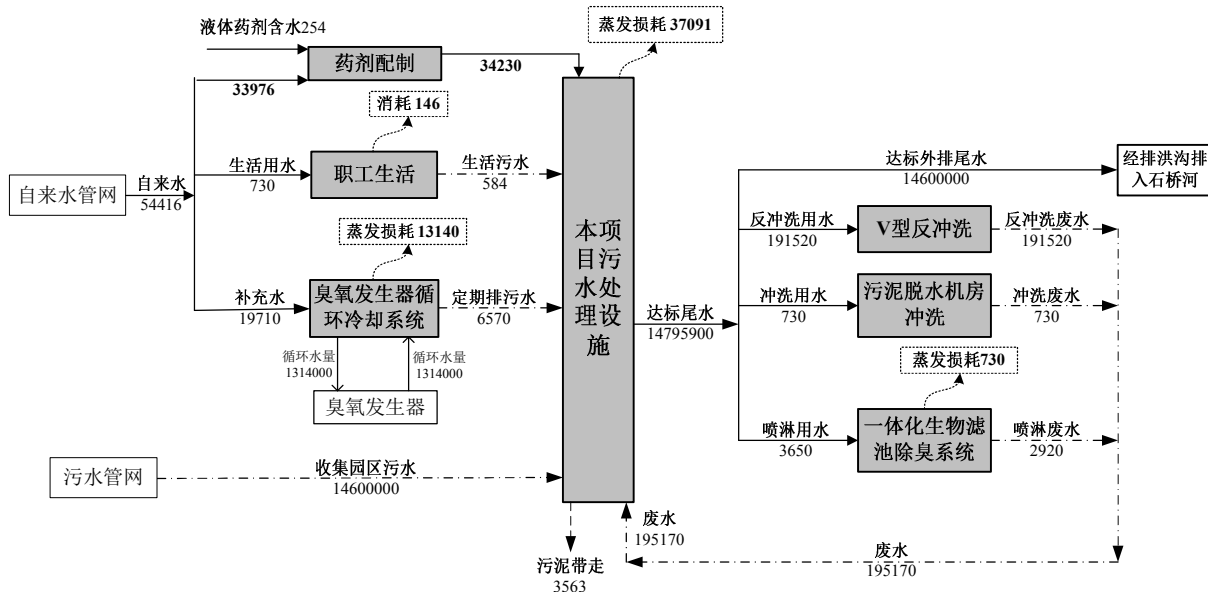 液体药剂含水254
药剂配制
33976
34230
蒸发损耗 37091
消耗 146
生活用水
730
职工生活
生活污水
584
自来水管网
自来水
54416
蒸发损耗 13140
补充水
19710
臭氧发生器循
环冷却系统
定期排污水
6570
循环水量
1314000
循环水量
1314000
臭氧发生器
污水管网
收集园区污水
14600000
本项
目污
水处
理设
施
污泥带走
3563
达标尾水
14795900
达标外排尾水
14600000
经排洪沟排
入石桥河
反冲洗用水
191520
V型反冲洗
反冲洗废水
191520
冲洗用水
730
污泥脱水机房
冲洗
冲洗废水
730
蒸发损耗730
喷淋用水
3650
一体化生物滤
池除臭系统
喷淋废水
2920
废水
195170
废水
195170